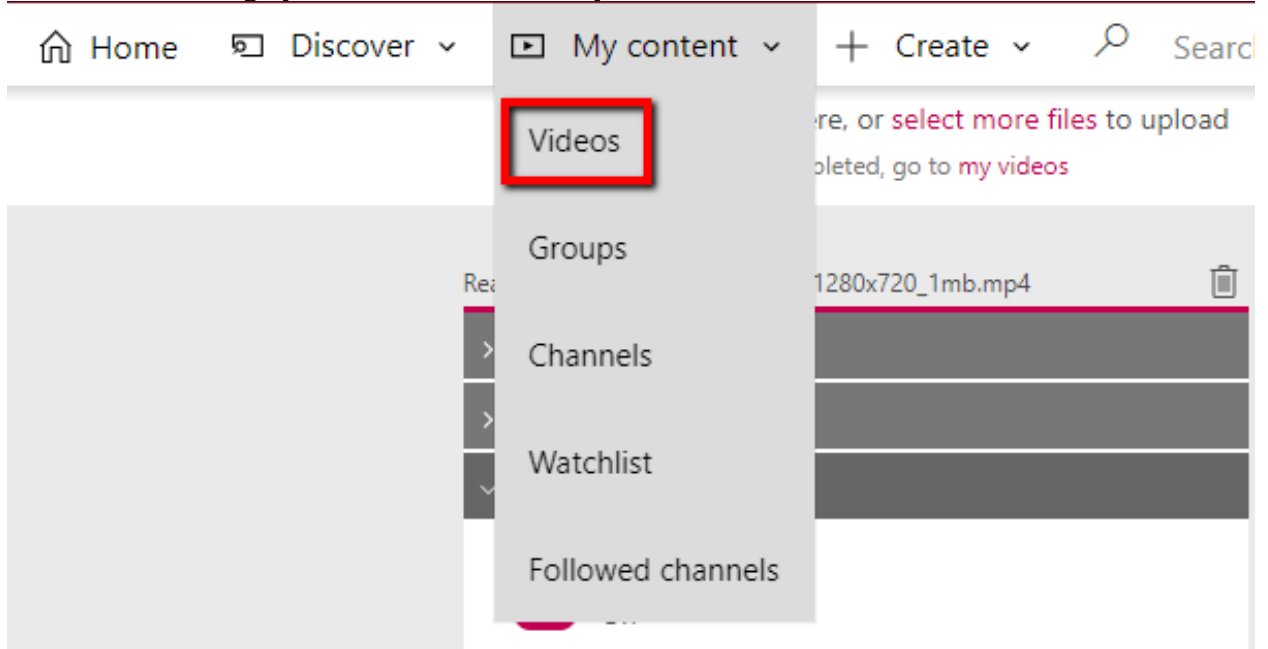 Home Discover My content + Create Searc
Videos
re, or select more files to upload
pleted, go to my videos
Groups
Rea 1280x720_1mb.mp4
Channels
Watchlist
Followed channels